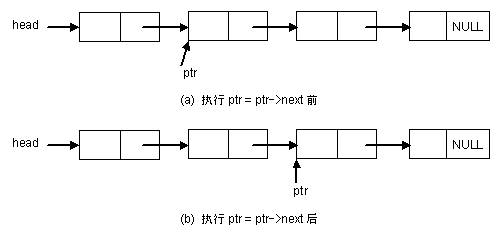 head
NULL
ptr
(a) 执行 ptr = ptr->next 前
head
NULL
ptr
(b) 执行 ptr = ptr->next 后